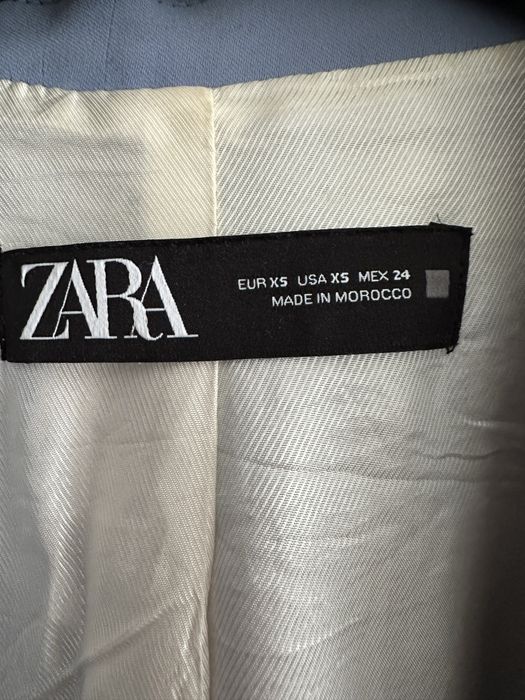 ZARA
EUR XS USA XS MEX 24
MADE IN MOROCCO